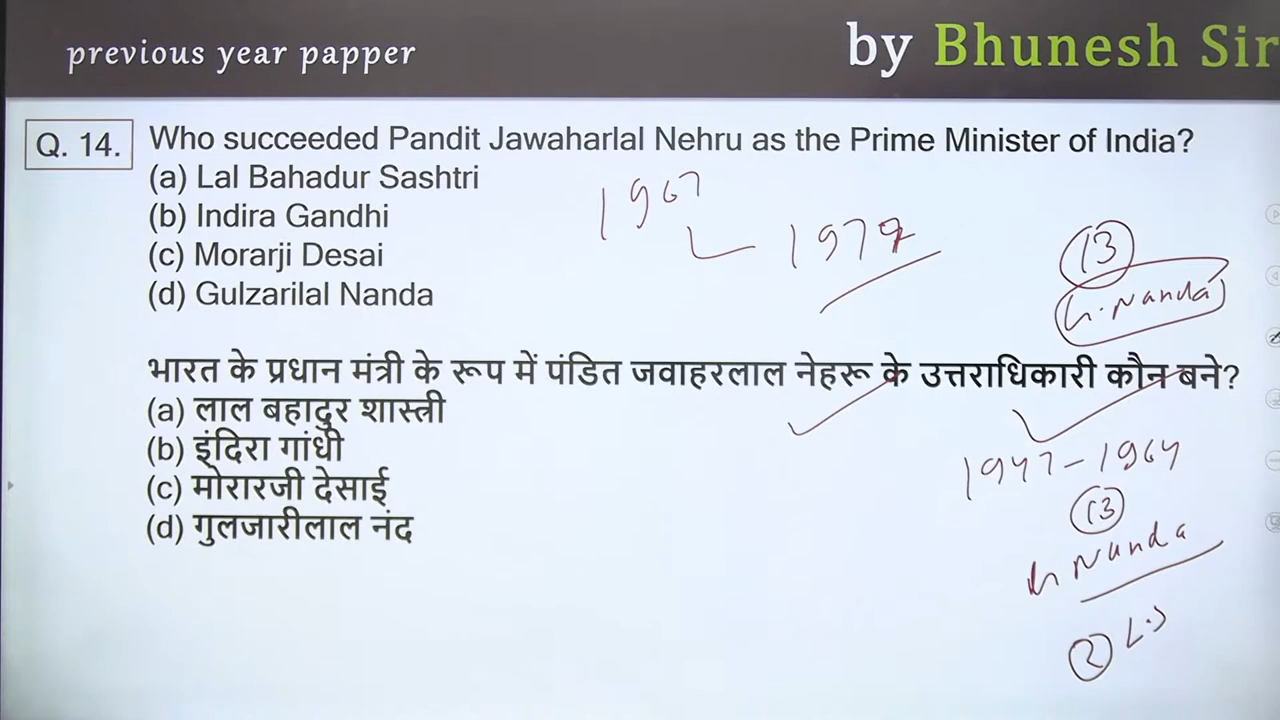 previous year papper
by Bhunesh Sir
Q. 14. Who succeeded Pandit Jawaharlal Nehru as the Prime Minister of India?
(a) Lal Bahadur Sashtri
(b) Indira Gandhi
(c) Morarji Desai
(d) Gulzarilal Nanda
1967
1977
13
G. Nanda
भारत के प्रधान मंत्री के रूप में पंडित जवाहरलाल नेहरू के उत्तराधिकारी कौन बने?
(a) लाल बहादुर शास्त्री
(b) इंदिरा गांधी
(c) मोरारजी देसाई
(d) गुलजारीलाल नंद
1947-1964
13
G Nanda
2 L.S